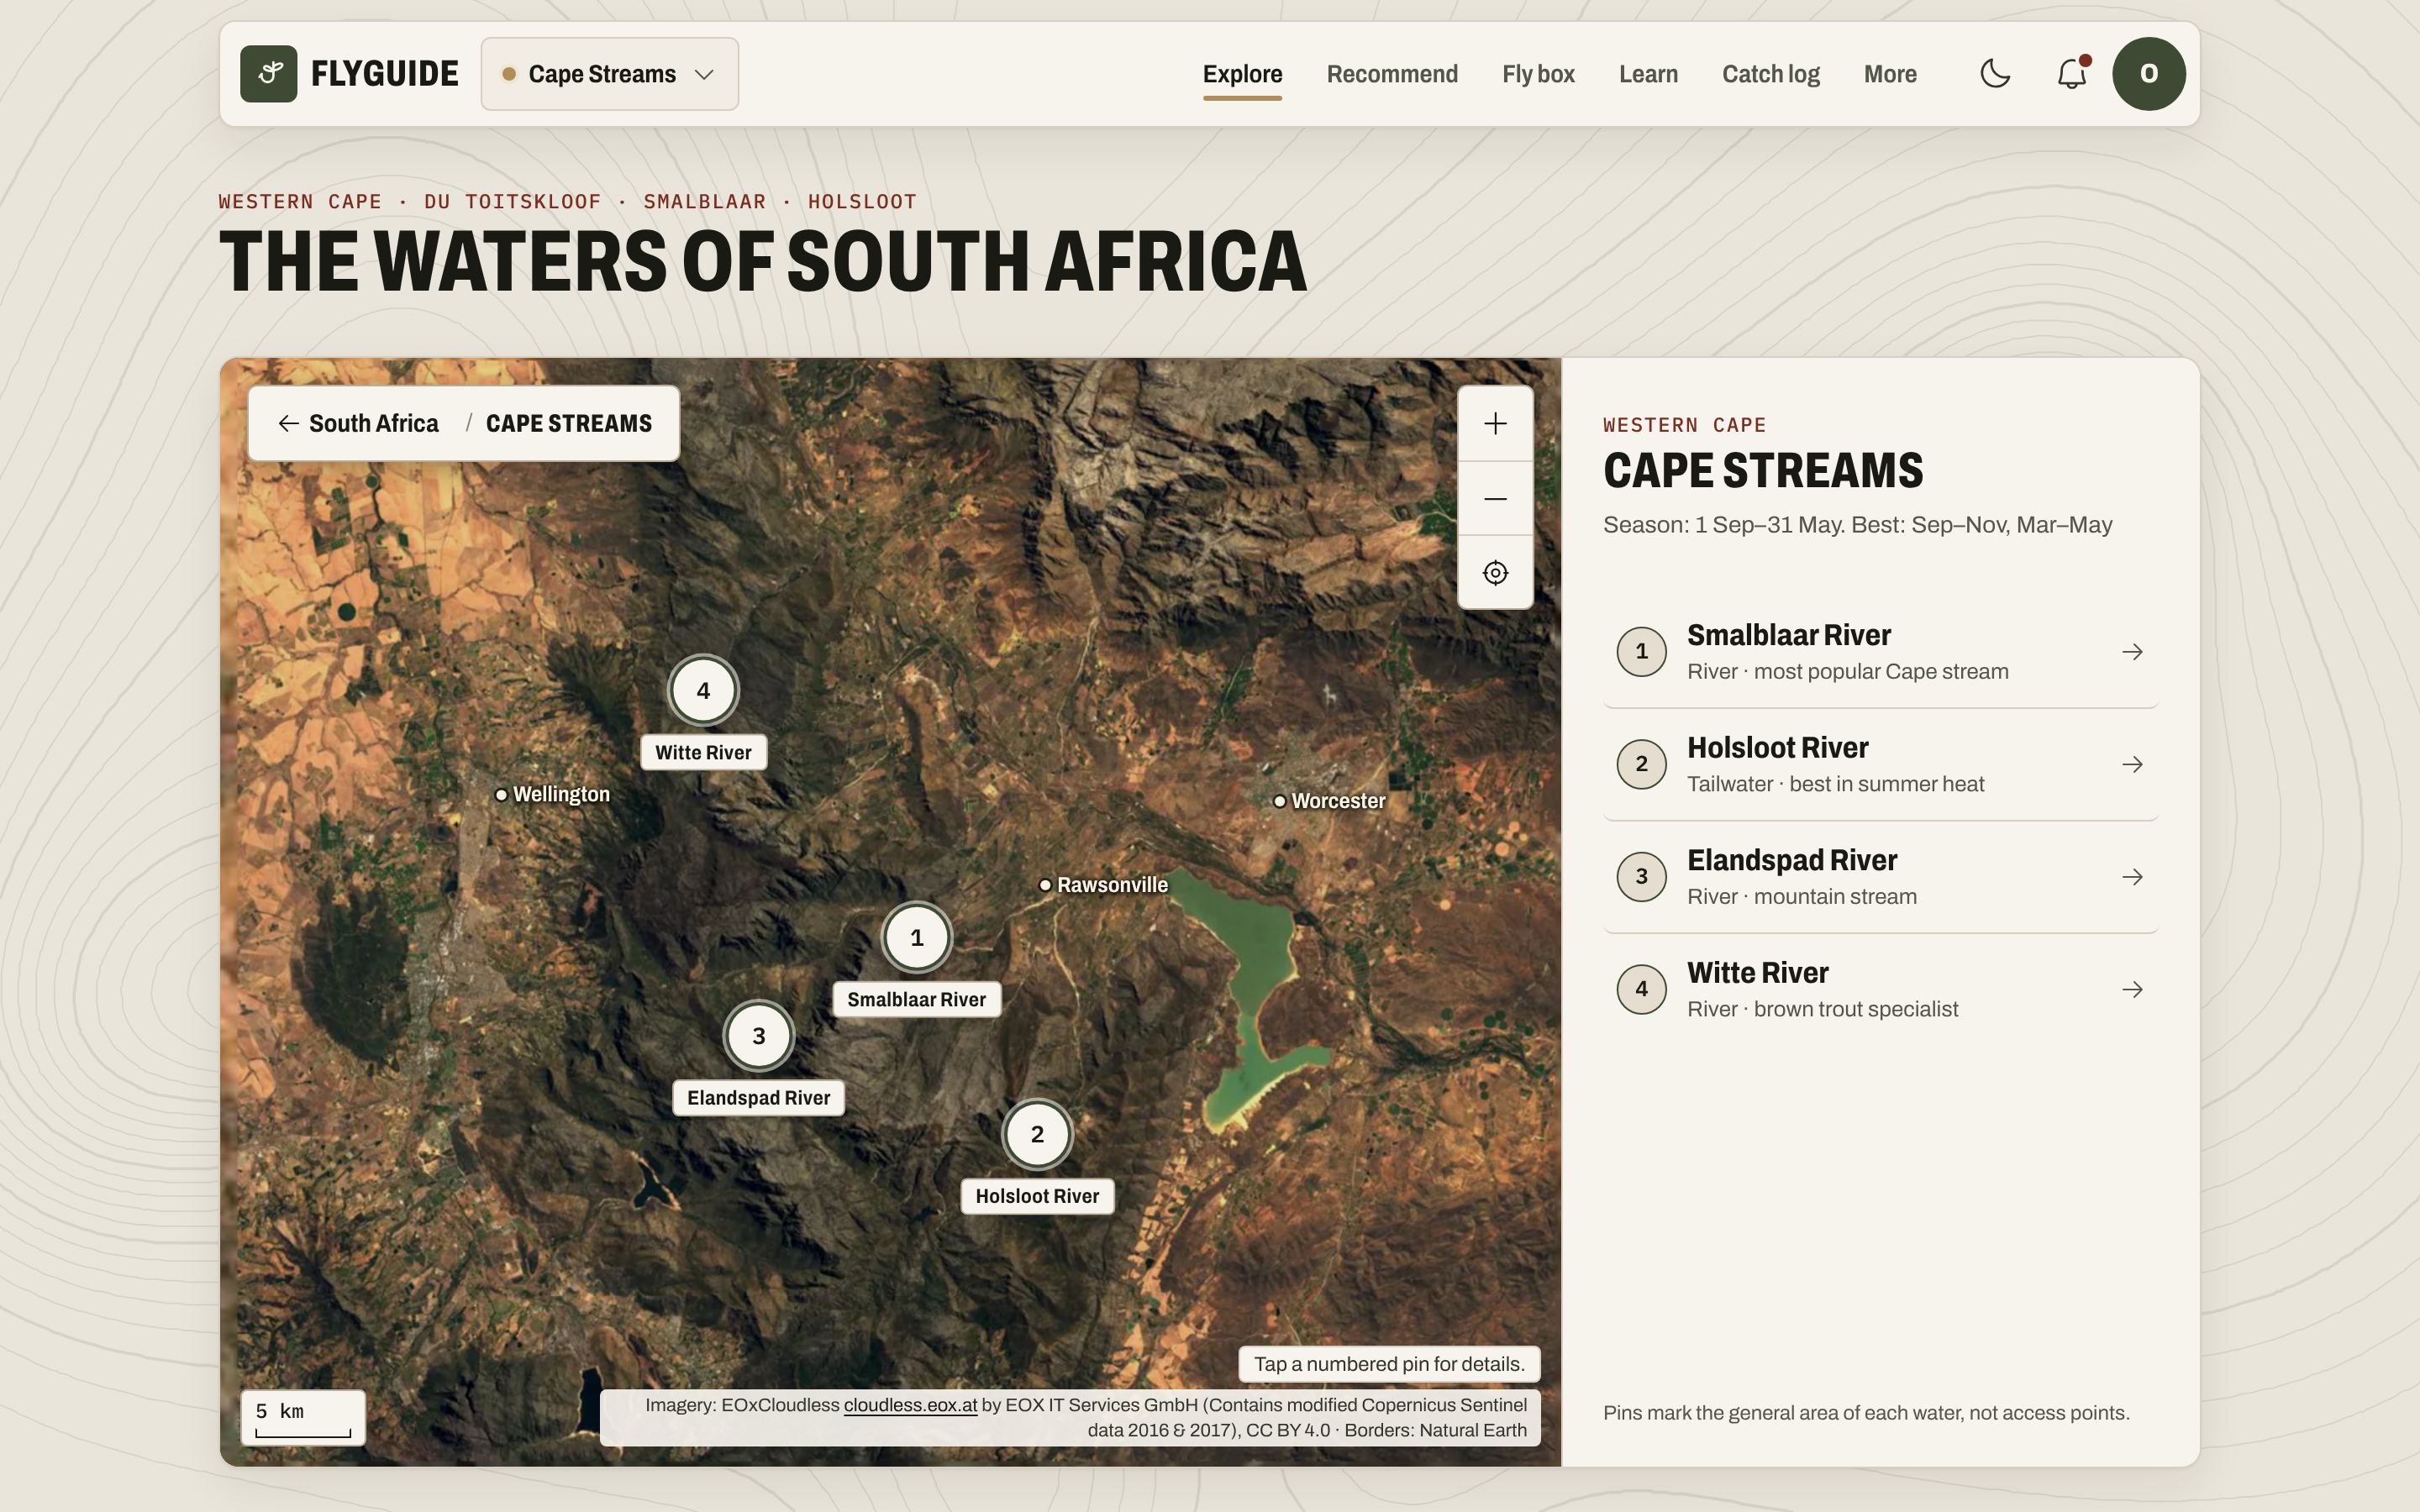 FLYGUIDE
Cape Streams
Explore
Recommend
Fly box
Learn
Catch log
More
O
WESTERN CAPE · DU TOITSKLOOF · SMALBLAAR · HOLSLOOT
THE WATERS OF SOUTH AFRICA
South Africa / CAPE STREAMS
4
Witte River
Wellington
Worcester
Rawsonville
1
Smalblaar River
3
Elandspad River
2
Holsloot River
Tap a numbered pin for details.
5 km
Imagery: EOxCloudless cloudless.eox.at by EOX IT Services GmbH (Contains modified Copernicus Sentinel
data 2016 & 2017), CC BY 4.0 · Borders: Natural Earth
WESTERN CAPE
CAPE STREAMS
Season: 1 Sep–31 May. Best: Sep–Nov, Mar–May
1
Smalblaar River
River · most popular Cape stream
2
Holsloot River
Tailwater · best in summer heat
3
Elandspad River
River · mountain stream
4
Witte River
River · brown trout specialist
Pins mark the general area of each water, not access points.